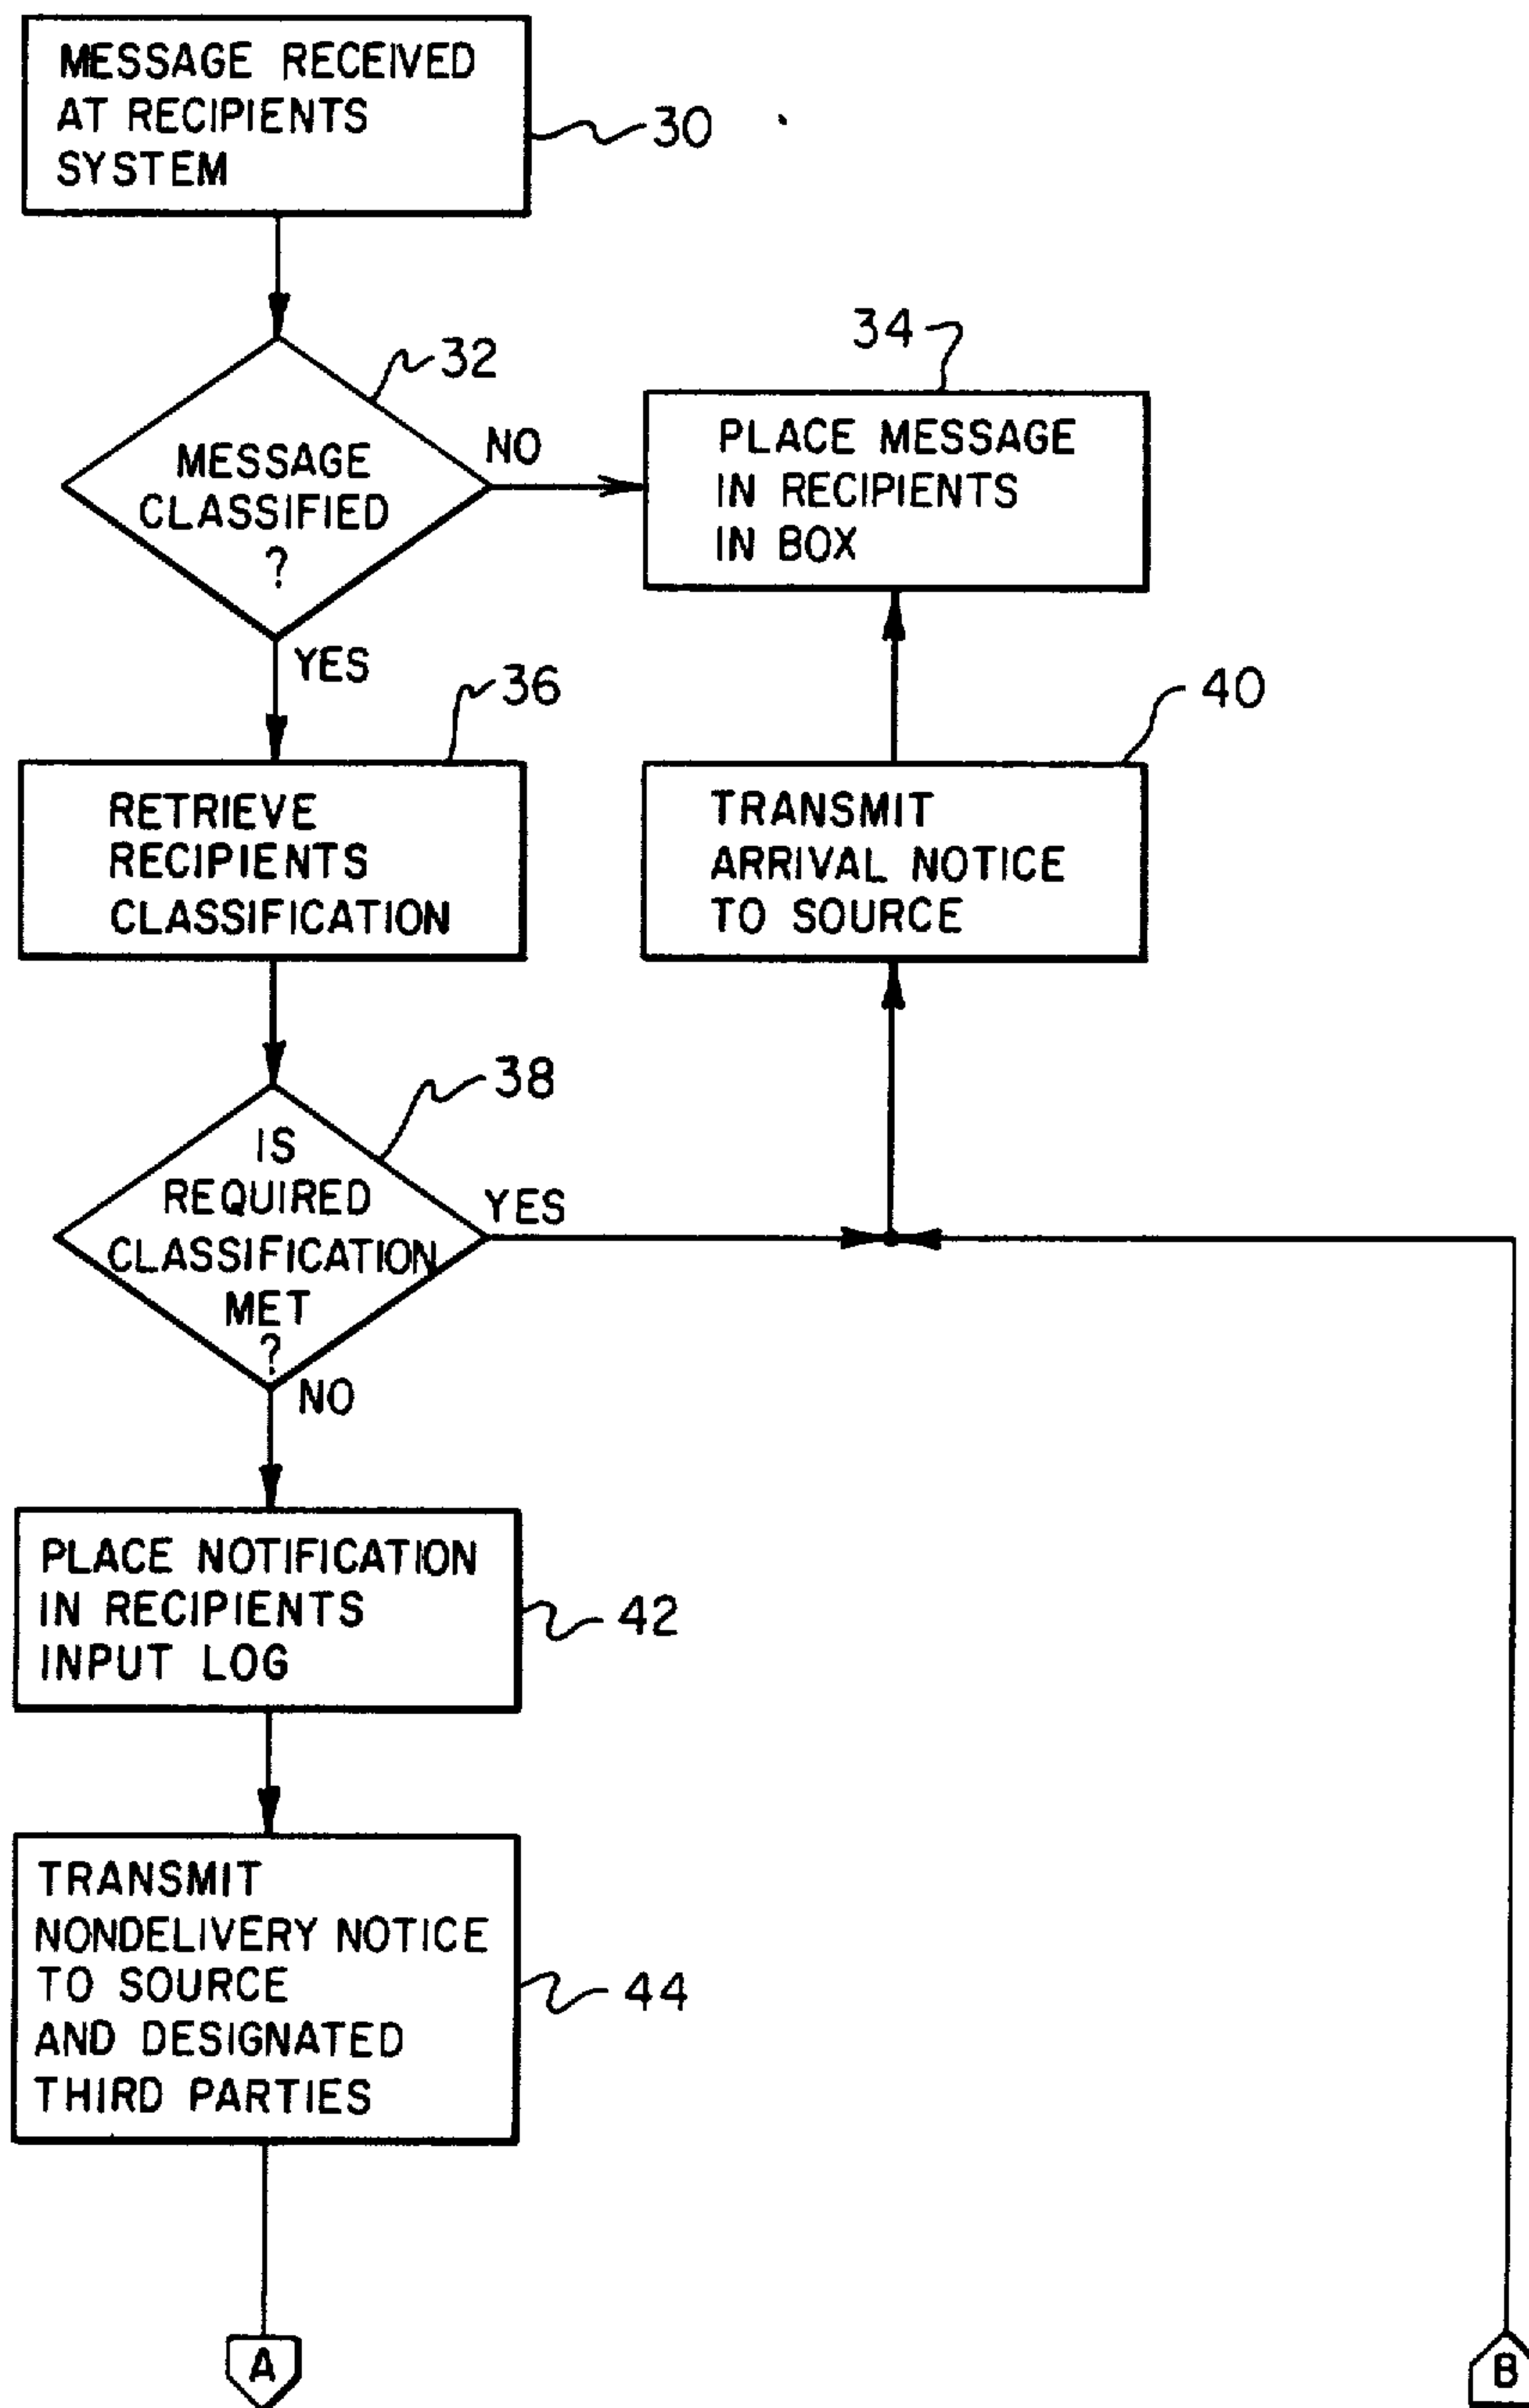 MESSAGE RECEIVED
AT RECIPIENTS
SYSTEM
30
32
MESSAGE
CLASSIFIED
?
NO
YES
34
PLACE MESSAGE
IN RECIPIENTS
IN BOX
36
RETRIEVE
RECIPIENTS
CLASSIFICATION
40
TRANSMIT
ARRIVAL NOTICE
TO SOURCE
38
IS
REQUIRED
CLASSIFICATION
MET
?
YES
NO
PLACE NOTIFICATION
IN RECIPIENTS
INPUT LOG
42
TRANSMIT
NONDELIVERY NOTICE
TO SOURCE
AND DESIGNATED
THIRD PARTIES
44
A
B